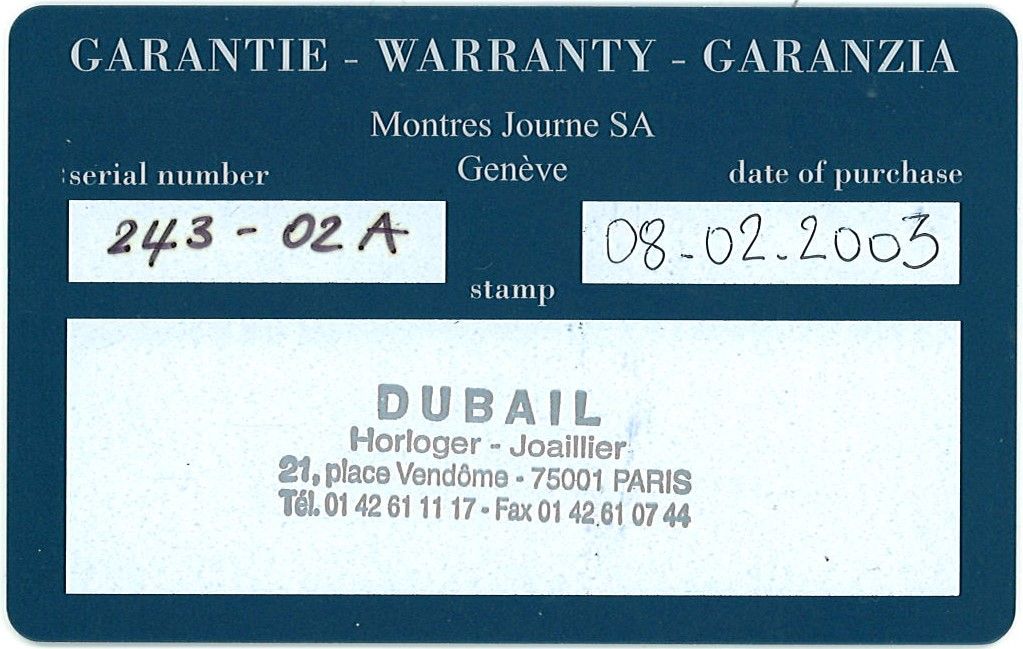 GARANTIE - WARRANTY - GARANZIA
Montres Journe SA
Genève
serial number
date of purchase
243 - 02 A
08-02.2003
stamp
DUBAIL
Horloger - Joaillier
21, place Vendôme - 75001 PARIS
Tél. 01 42 61 11 17 - Fax 01 42 61 07 44